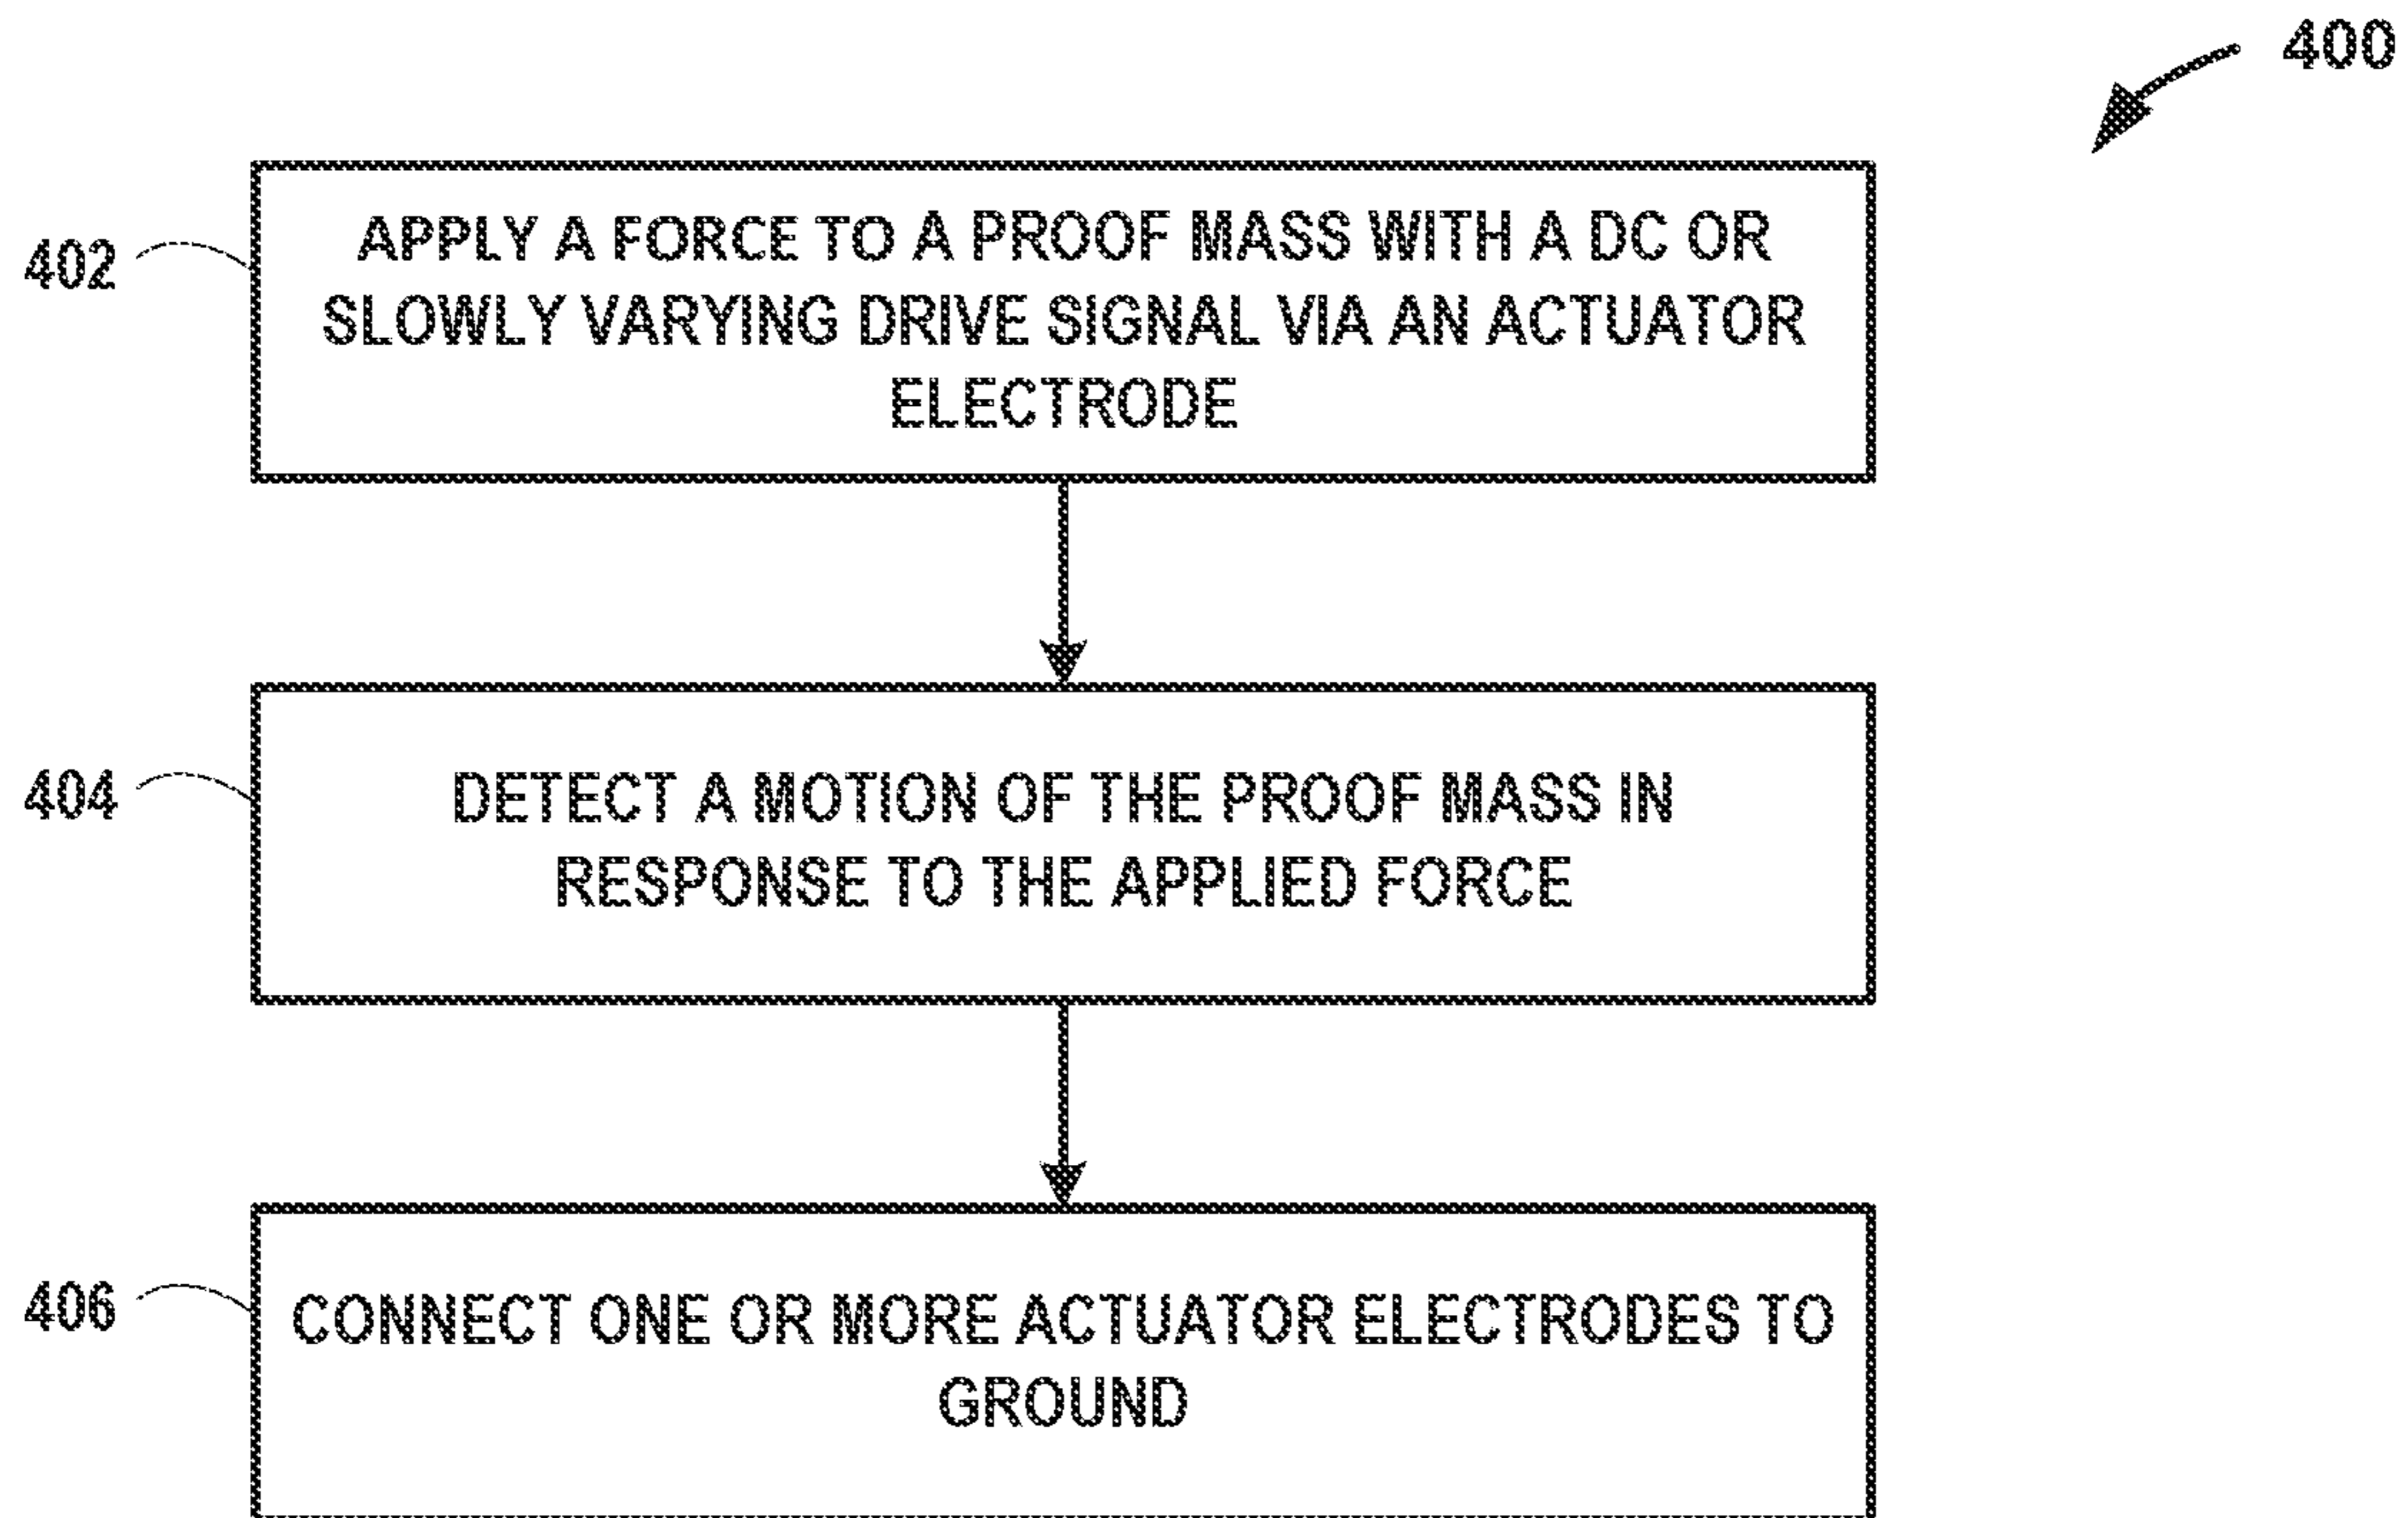 400
402
APPLY A FORCE TO A PROOF MASS WITH A DC OR
SLOWLY VARYING DRIVE SIGNAL VIA AN ACTUATOR
ELECTRODE
404
DETECT A MOTION OF THE PROOF MASS IN
RESPONSE TO THE APPLIED FORCE
406
CONNECT ONE OR MORE ACTUATOR ELECTRODES TO
GROUND